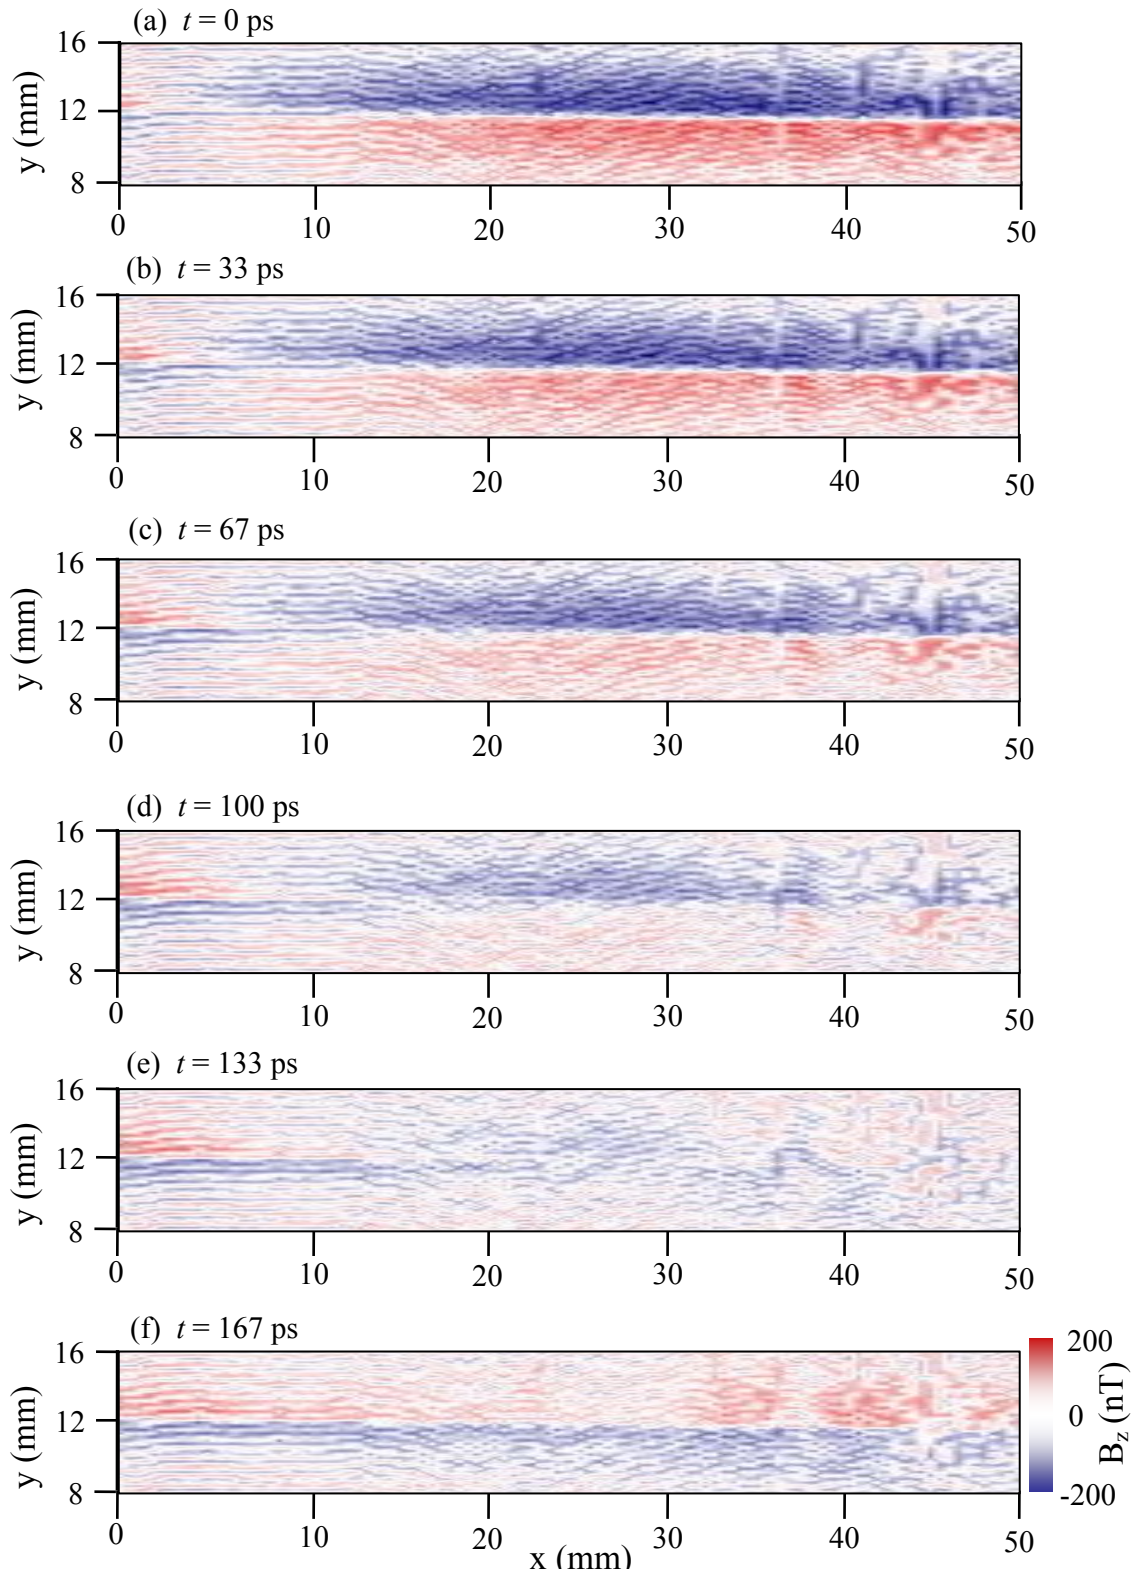 (a) t = 0 ps
16
12
8
y (mm)
0 10 20 30 40 50
(b) t = 33 ps
16
12
8
y (mm)
0 10 20 30 40 50
(c) t = 67 ps
16
12
8
y (mm)
0 10 20 30 40 50
(d) t = 100 ps
16
12
8
y (mm)
0 10 20 30 40 50
(e) t = 133 ps
16
12
8
y (mm)
0 10 20 30 40 50
(f) t = 167 ps
16
12
8
y (mm)
200
0
-200
B_z (nT)
0 10 20 30 40 50
x (mm)